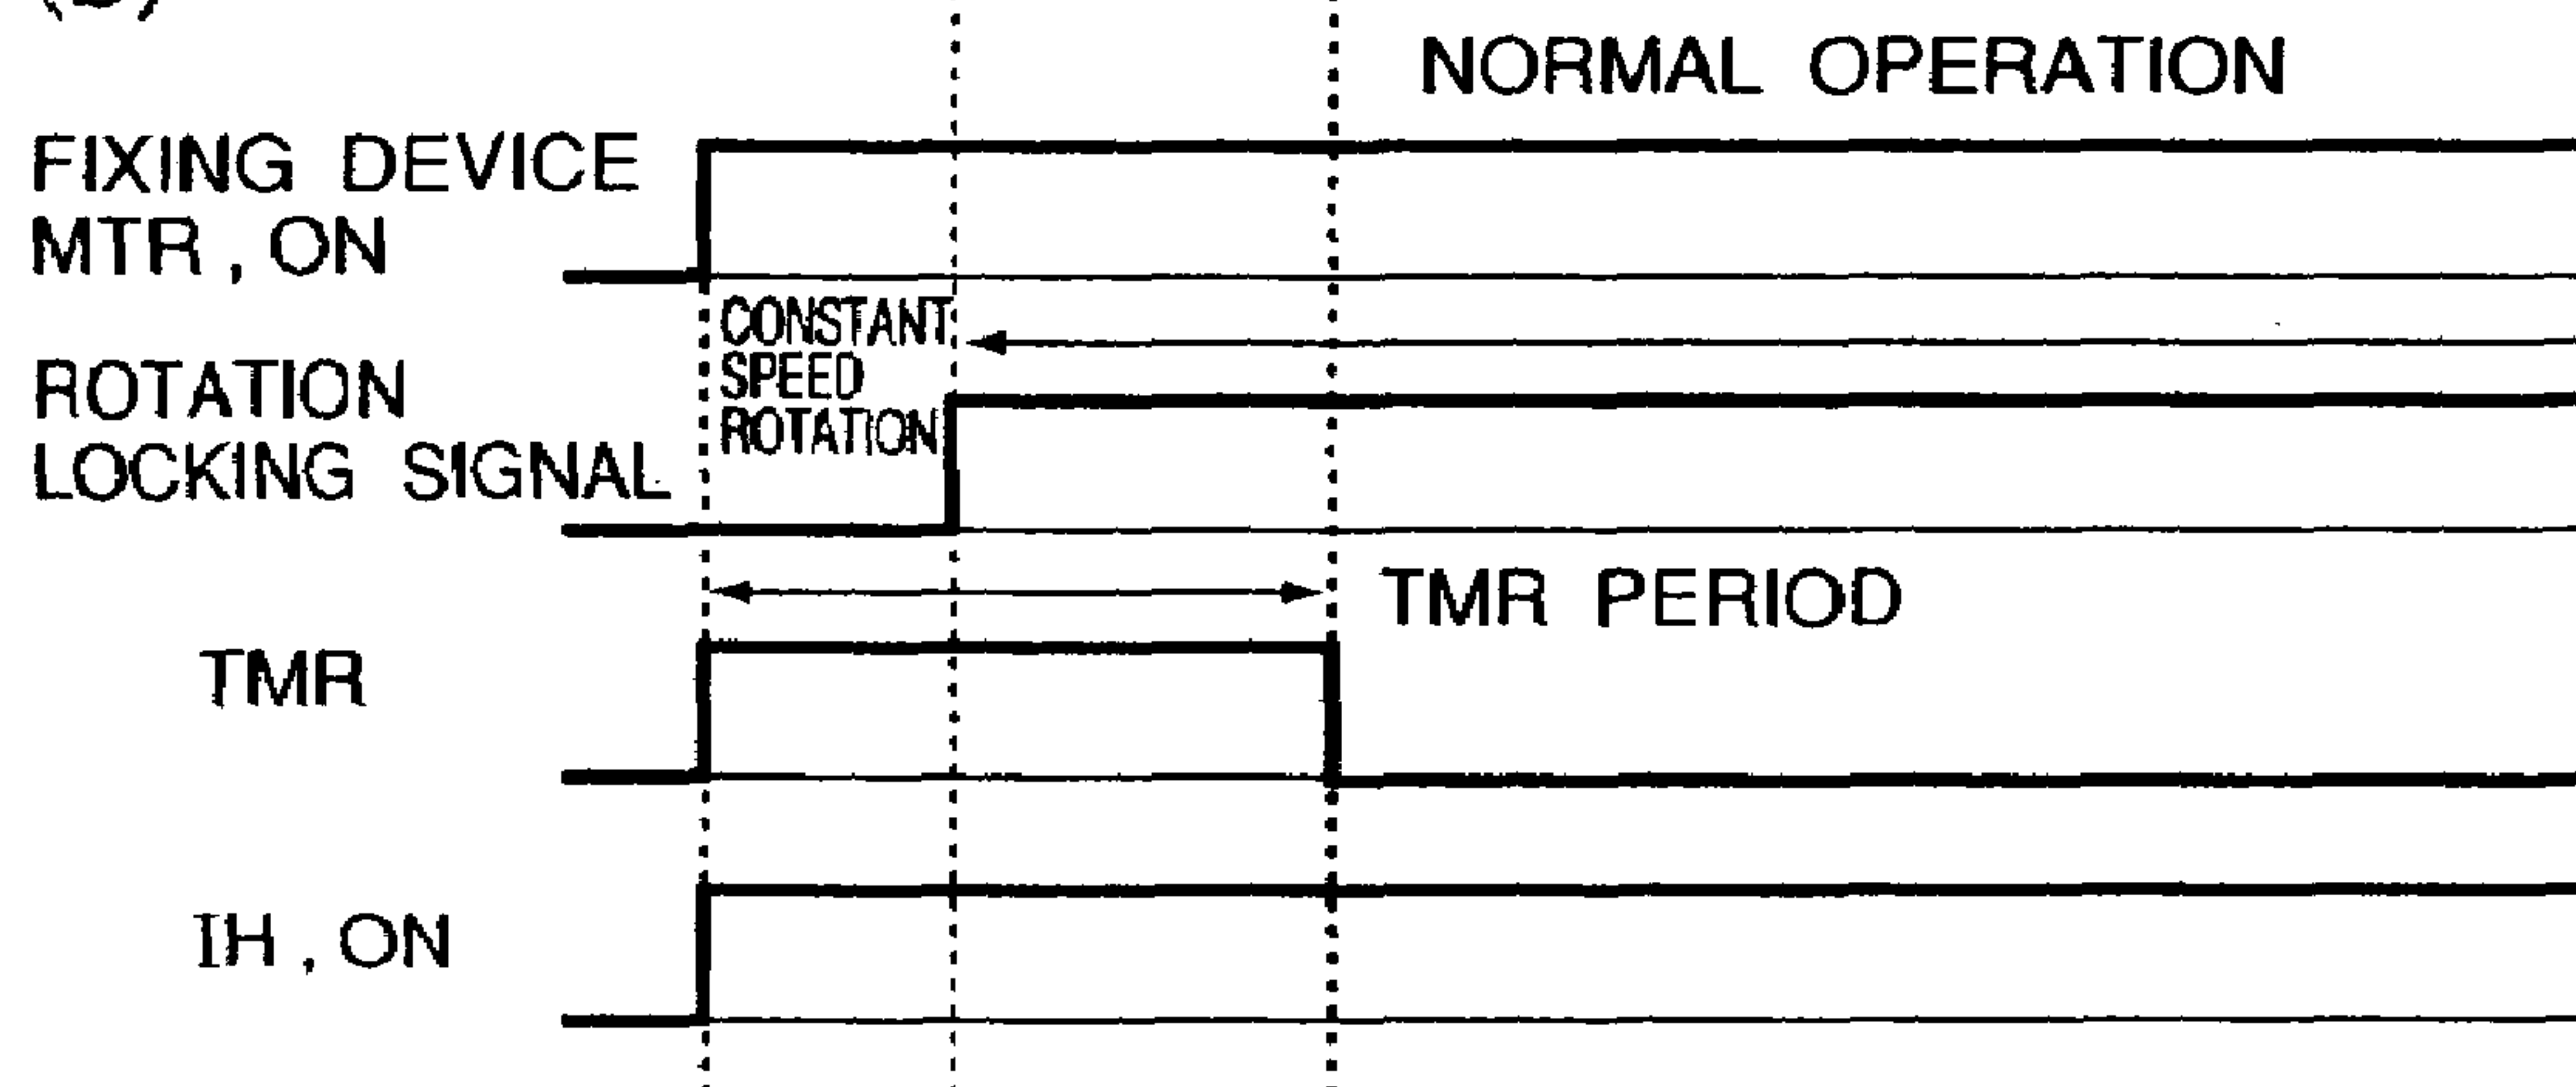 NORMAL OPERATION
FIXING DEVICE
MTR, ON
CONSTANT
SPEED
ROTATION
ROTATION
LOCKING SIGNAL
TMR PERIOD
TMR
IH, ON